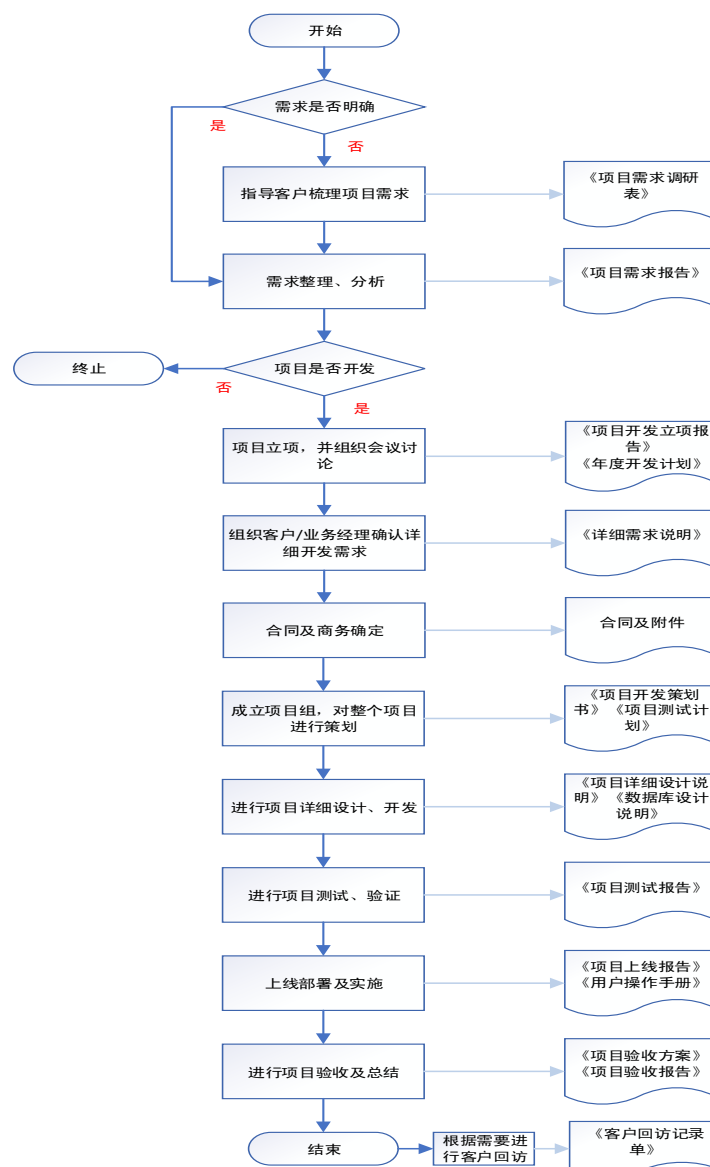 开始
需求是否明确
是
否
指导客户梳理项目需求
《项目需求调研
表》
需求整理、分析
《项目需求报告》
项目是否开发
终止
否
是
项目立项，并组织会议讨
论
《项目开发立项报
告》
《年度开发计划》
组织客户/业务经理确认详
细开发需求
《详细需求说明》
合同及商务确定
合同及附件
成立项目组，对整个项目
进行策划
《项目开发策划
书》《项目测试计
划》
进行项目详细设计、开发
《项目详细设计说
明》《数据库设计
说明》
进行项目测试、验证
《项目测试报告》
上线部署及实施
《项目上线报告》
《用户操作手册》
进行项目验收及总结
《项目验收方案》
《项目验收报告》
结束
根据需要进
行客户回访
《客户回访记录
单》